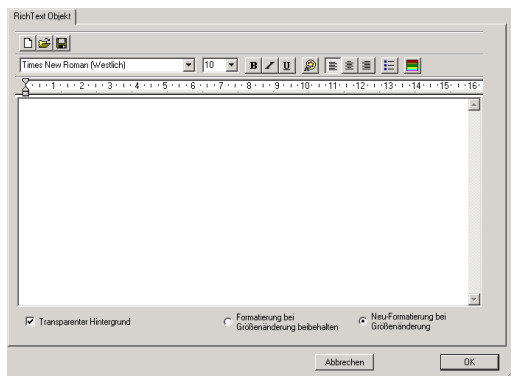 RichText Objekt
Times New Roman (Westlich) 10 B I U
1 2 3 4 5 6 7 8 9 10 11 12 13 14 15 16
Transparenter Hintergrund
Formatierung bei
Größenänderung beibehalten
Neu-Formatierung bei
Größenänderung
Abbrechen OK